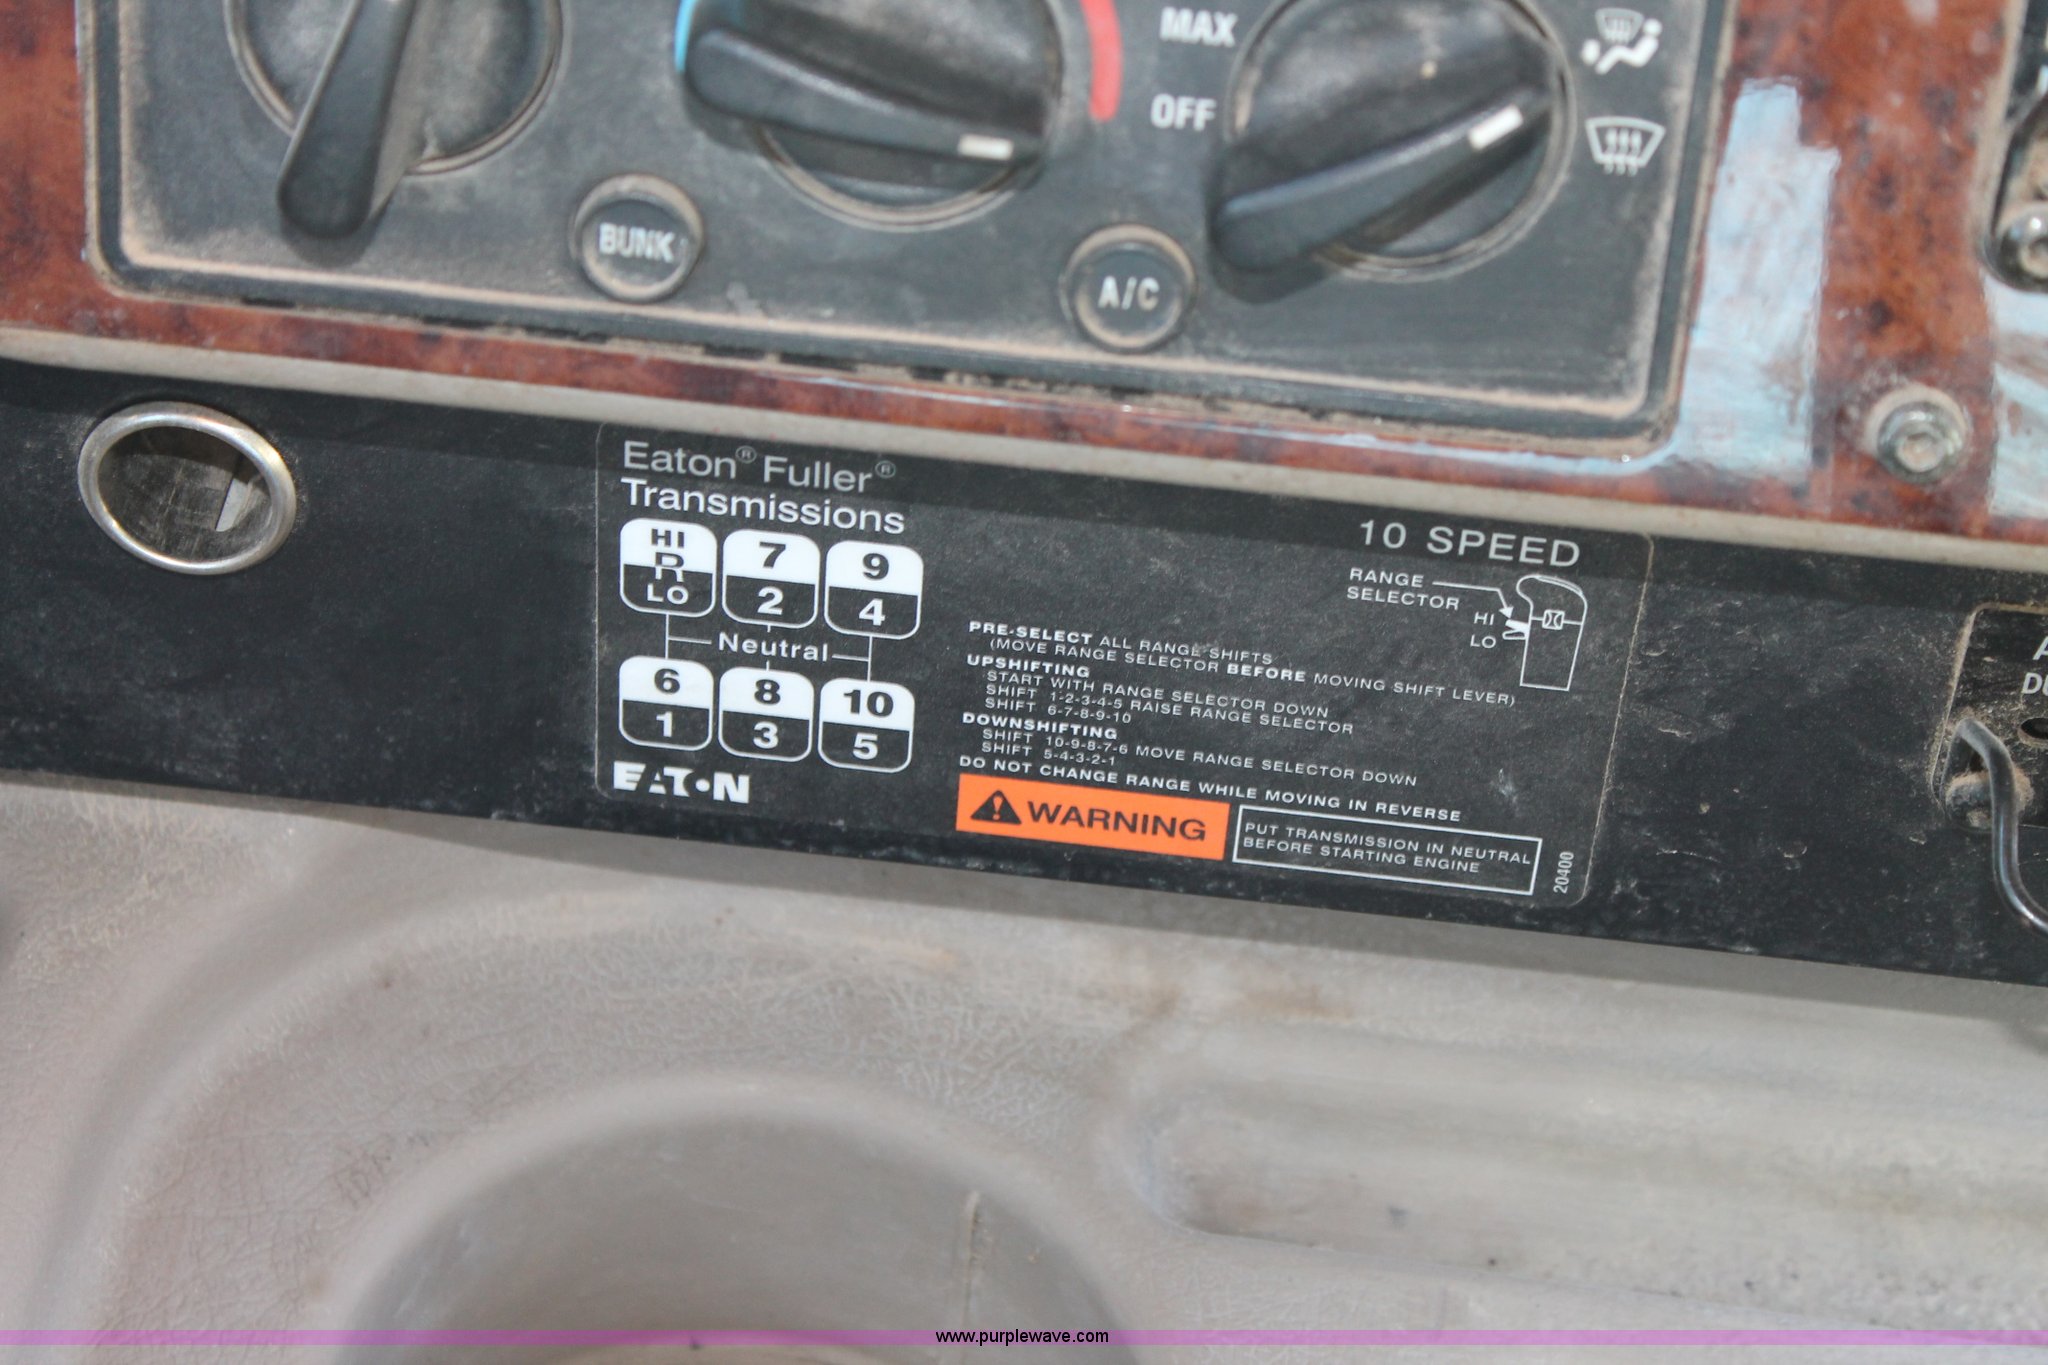 MAX
OFF
BUNK
A/C
Eaton® Fuller®
Transmissions
10 SPEED
HI
R
LO
7
2
9
4
Neutral
6
1
8
3
10
5
EATON
RANGE
SELECTOR
HI
LO
PRE-SELECT ALL RANGE SHIFTS
(MOVE RANGE SELECTOR BEFORE MOVING SHIFT LEVER)
UPSHIFTING
START WITH RANGE SELECTOR DOWN
SHIFT 1-2-3-4-5 RAISE RANGE SELECTOR
SHIFT 6-7-8-9-10
DOWNSHIFTING
SHIFT 10-9-8-7-6 MOVE RANGE SELECTOR DOWN
SHIFT 5-4-3-2-1
DO NOT CHANGE RANGE WHILE MOVING IN REVERSE
WARNING
PUT TRANSMISSION IN NEUTRAL
BEFORE STARTING ENGINE
20400
www.purplewave.com